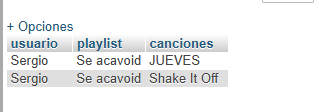 + Opciones
usuario playlist canciones
Sergio Se acavoid JUEVES
Sergio Se acavoid Shake It Off